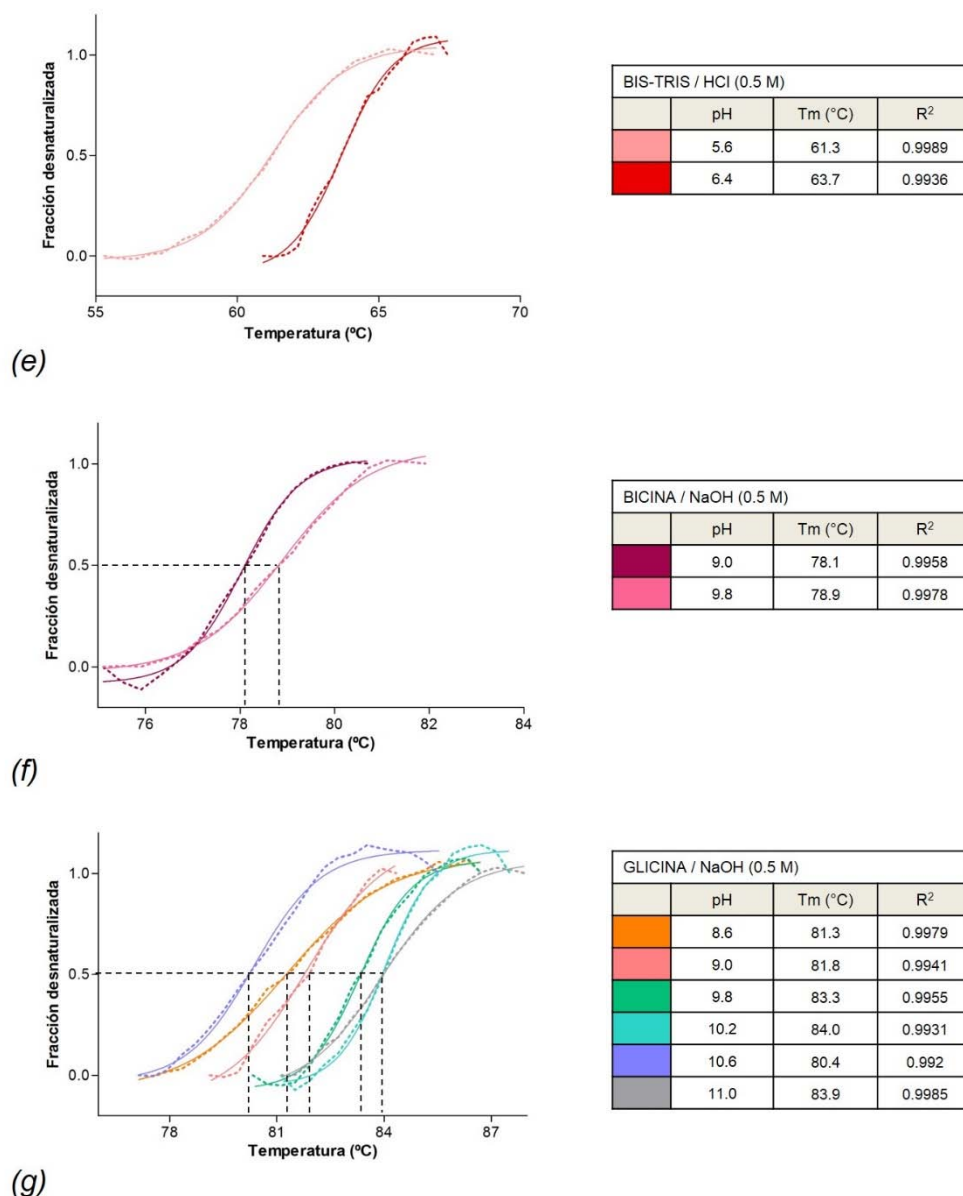 Fracción desnaturalizada
1.0
0.5
0.0
55 60 65 70
Temperatura (ºC)
BIS-TRIS / HCl (0.5 M)
pH Tm (°C) R²
5.6 61.3 0.9989
6.4 63.7 0.9936
(e)
Fracción desnaturalizada
1.0
0.5
0.0
76 78 80 82 84
Temperatura (ºC)
BICINA / NaOH (0.5 M)
pH Tm (°C) R²
9.0 78.1 0.9958
9.8 78.9 0.9978
(f)
Fracción desnaturalizada
1.0
0.5
0.0
78 81 84 87
Temperatura (ºC)
GLICINA / NaOH (0.5 M)
pH Tm (°C) R²
8.6 81.3 0.9979
9.0 81.8 0.9941
9.8 83.3 0.9955
10.2 84.0 0.9931
10.6 80.4 0.992
11.0 83.9 0.9985
(g)